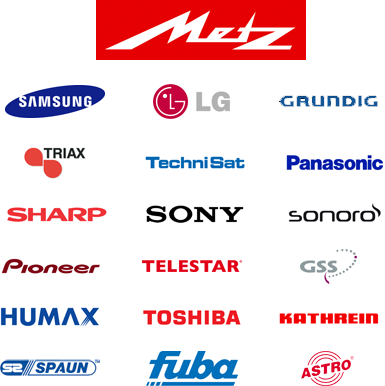 Metz
SAMSUNG
LG
GRUNDIG
TRIAX
TechniSat
Panasonic
SHARP
SONY
sonoro
Pioneer
TELESTAR
GSS
HUMAX
TOSHIBA
KATHREIN
SPAUN
fuba
ASTRO